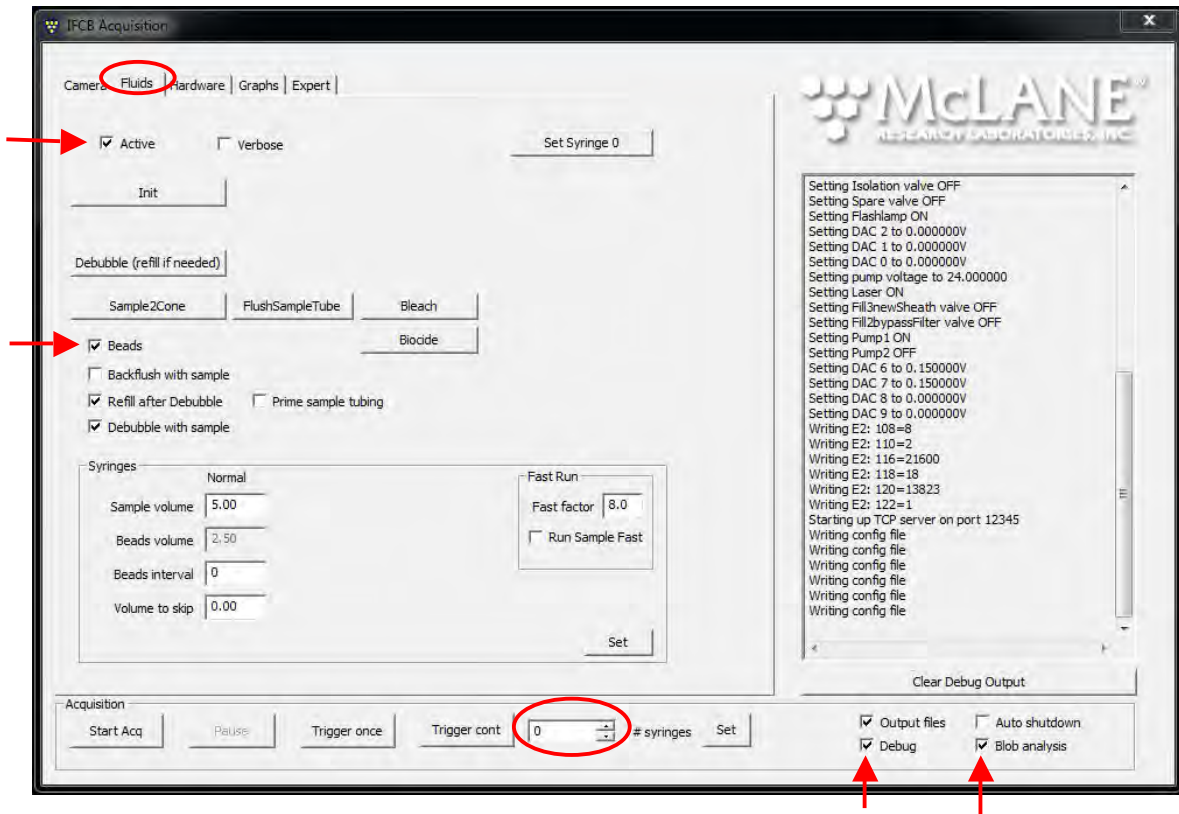 IFCB Acquisition
x
Camera Fluids Hardware Graphs Expert
Active Verbose Set Syringe 0
Init
Debubble (refill if needed)
Sample2Cone FlushSampleTube Bleach
Beads Biocide
Backflush with sample
Refill after Debubble Prime sample tubing
Debubble with sample
Syringes
Normal
Sample volume 5.00
Beads volume 2.50
Beads interval 0
Volume to skip 0.00
Fast Run
Fast factor 8.0
Run Sample Fast
Set
McLANE
RESEARCH LABORATORIES, INC.
Setting Isolation valve OFF
Setting Spare valve OFF
Setting Flashlamp ON
Setting DAC 2 to 0.000000V
Setting DAC 1 to 0.000000V
Setting DAC 0 to 0.000000V
Setting pump voltage to 24.000000
Setting Laser ON
Setting Fill3newSheath valve OFF
Setting Fill2bypassFilter valve OFF
Setting Pump1 ON
Setting Pump2 OFF
Setting DAC 6 to 0.150000V
Setting DAC 7 to 0.150000V
Setting DAC 8 to 0.000000V
Setting DAC 9 to 0.000000V
Writing E2: 108=8
Writing E2: 110=2
Writing E2: 116=21600
Writing E2: 118=18
Writing E2: 120=13823
Writing E2: 122=1
Starting up TCP server on port 12345
Writing config file
Writing config file
Writing config file
Writing config file
Writing config file
Writing config file
Clear Debug Output
Acquisition
Start Acq Pause Trigger once Trigger cont 0 # syringes Set
Output files Auto shutdown
Debug Blob analysis